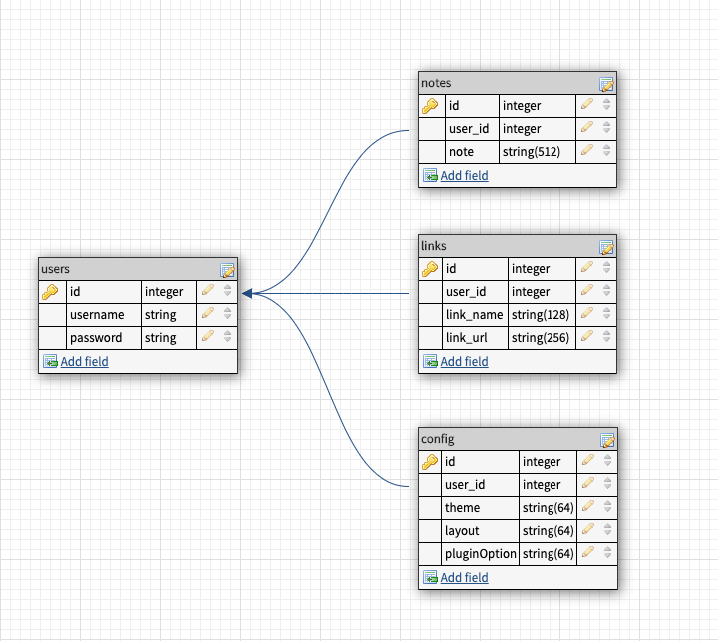 users
id integer
username string
password string
Add field
notes
id integer
user_id integer
note string(512)
Add field
links
id integer
user_id integer
link_name string(128)
link_url string(256)
Add field
config
id integer
user_id integer
theme string(64)
layout string(64)
pluginOption string(64)
Add field